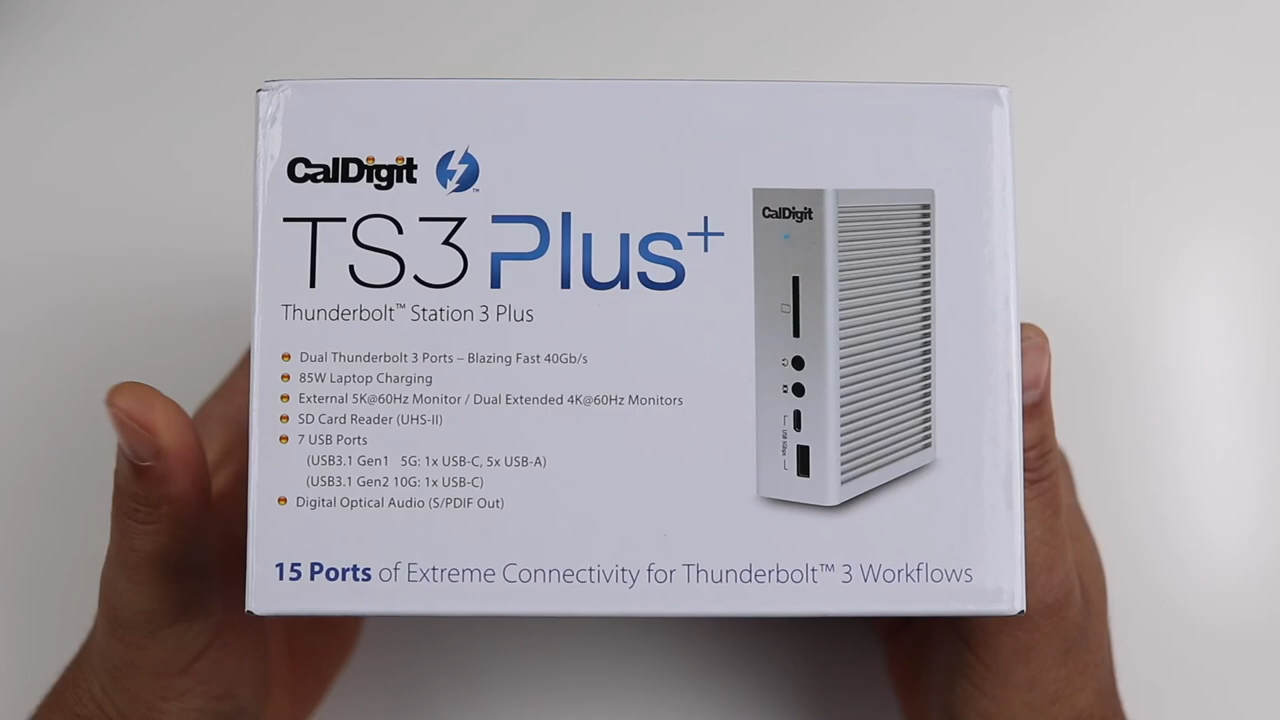 CalDigit
TS3 Plus+
Thunderbolt™ Station 3 Plus
Dual Thunderbolt 3 Ports – Blazing Fast 40Gb/s
85W Laptop Charging
External 5K@60Hz Monitor / Dual Extended 4K@60Hz Monitors
SD Card Reader (UHS-II)
7 USB Ports
(USB3.1 Gen1 5G: 1x USB-C, 5x USB-A)
(USB3.1 Gen2 10G: 1x USB-C)
Digital Optical Audio (S/PDIF Out)
15 Ports of Extreme Connectivity for Thunderbolt™ 3 Workflows
CalDigit
USB 5Gbps